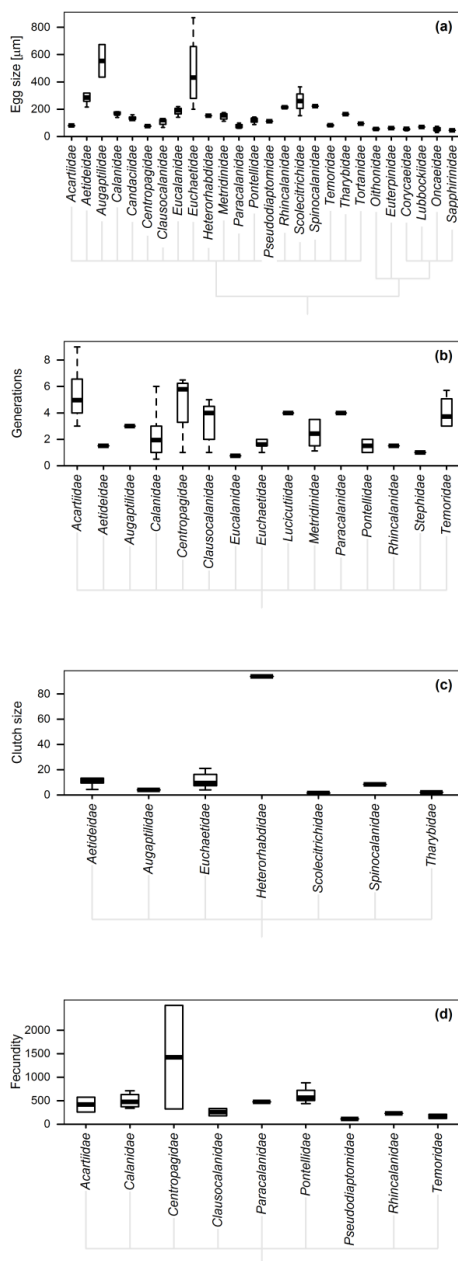 (a)
Egg size [µm]
800
600
400
200
0
Acartiidae
Aetideidae
Augaptilidae
Calanidae
Candaciidae
Centropagidae
Clausocalanidae
Eucalanidae
Euchaetidae
Heterorhabdidae
Metridinidae
Paracalanidae
Pontellidae
Pseudodiaptomidae
Rhincalanidae
Scolecitrichidae
Spinocalanidae
Temoridae
Tharybidae
Tortanidae
Oithonidae
Euterpinidae
Corycaeidae
Lubbockiidae
Oncaeidae
Sapphirinidae
(b)
Generations
8
6
4
2
0
Acartiidae
Aetideidae
Augaptilidae
Calanidae
Centropagidae
Clausocalanidae
Eucalanidae
Euchaetidae
Lucicutiidae
Metridinidae
Paracalanidae
Pontellidae
Rhincalanidae
Stephidae
Temoridae
(c)
Clutch size
80
60
40
20
0
Aetideidae
Augaptilidae
Euchaetidae
Heterorhabdidae
Scolecitrichidae
Spinocalanidae
Tharybidae
(d)
Fecundity
2000
1500
1000
500
0
Acartiidae
Calanidae
Centropagidae
Clausocalanidae
Paracalanidae
Pontellidae
Pseudodiaptomidae
Rhincalanidae
Temoridae